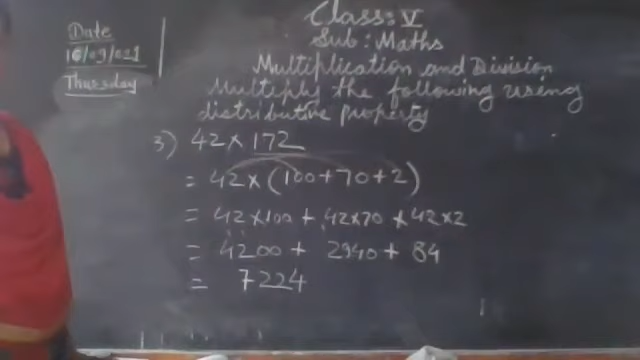 Date
16/09/021
Thursday
Class: V
Sub: Maths
Multiplication and Division
Multiply the following using
distributive property
3) 42 × 172
= 42 × (100+70+2)
= 42×100 + 42×70 × 42×2
= 4200 + 2940 + 84
= 7224